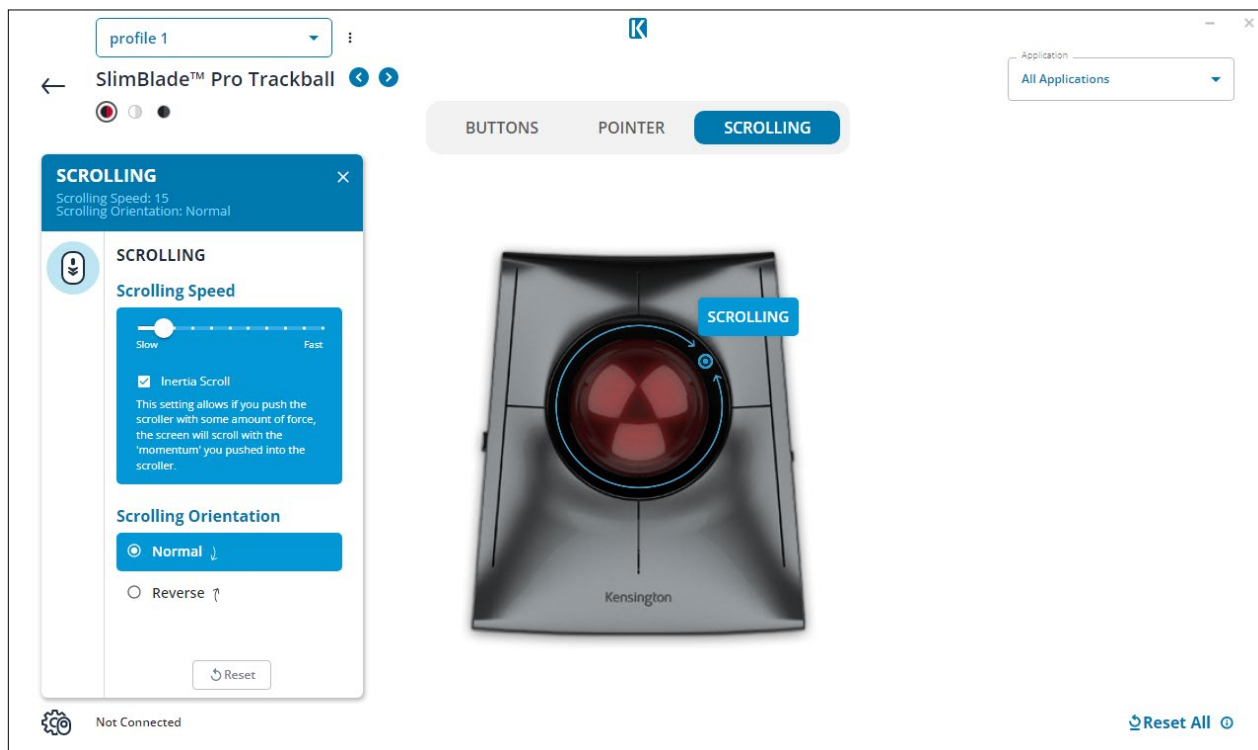 profile 1
K
Application
All Applications
SlimBlade™ Pro Trackball
BUTTONS
POINTER
SCROLLING
SCROLLING
Scrolling Speed: 15
Scrolling Orientation: Normal
SCROLLING
Scrolling Speed
Slow
Fast
Inertia Scroll
This setting allows if you push the
scroller with some amount of force,
the screen will scroll with the
'momentum' you pushed into the
scroller.
Scrolling Orientation
Normal
Reverse
Reset
SCROLLING
Kensington
Not Connected
Reset All